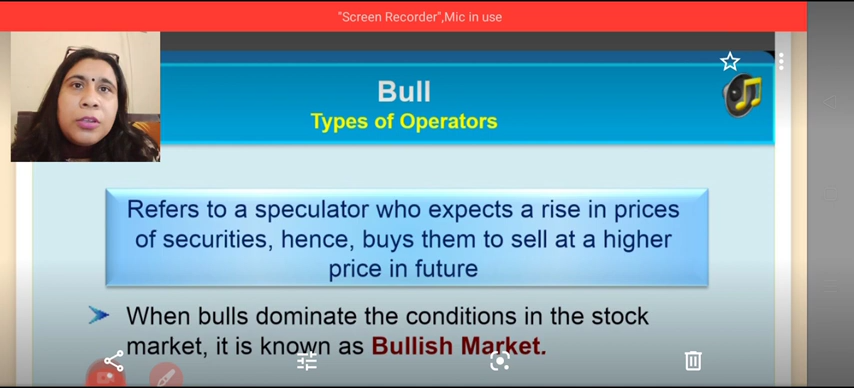 "Screen Recorder",Mic in use
Bull
Types of Operators
Refers to a speculator who expects a rise in prices
of securities, hence, buys them to sell at a higher
price in future
When bulls dominate the conditions in the stock
market, it is known as Bullish Market.